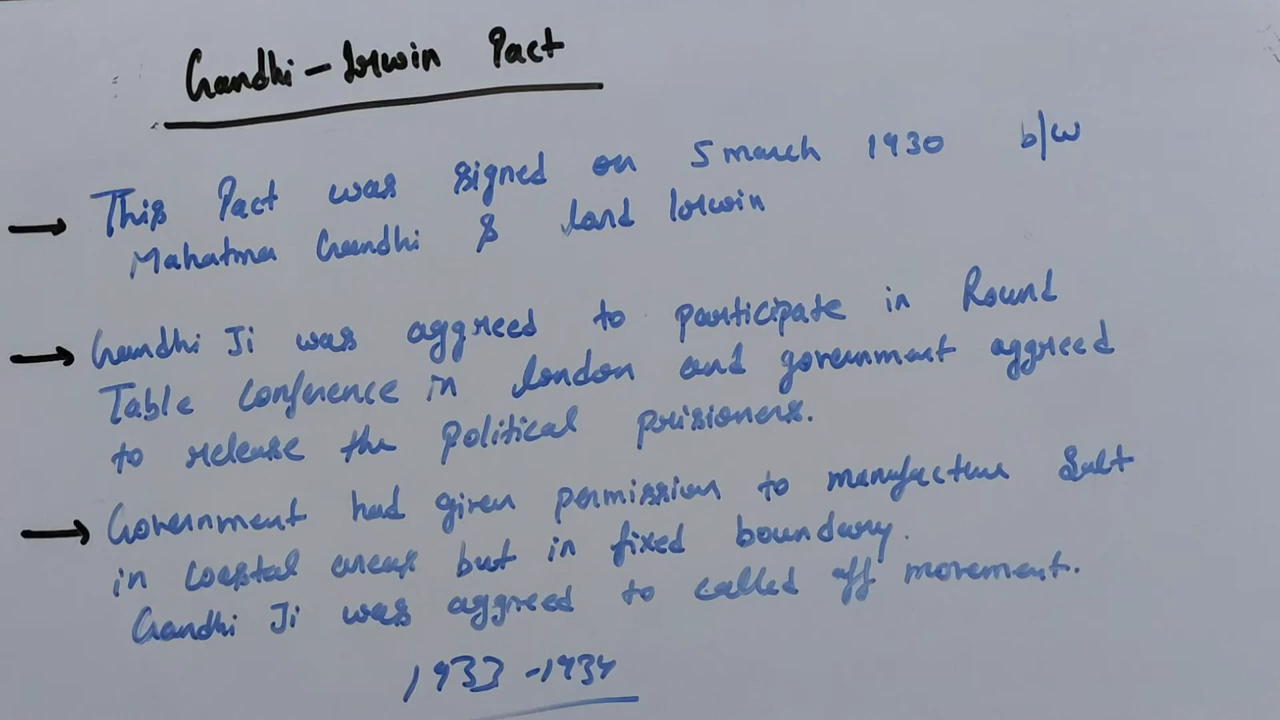 Gandhi - Irwin Pact
This Pact was signed on 5 march 1930 b/w
Mahatma Gandhi & lord Irwin
Gandhi Ji was aggreed to participate in Round
Table conference in london and government aggreed
to release the political prisioners.
Government had given permission to manufacture Salt
in coastal areas but in fixed boundary.
Gandhi Ji was aggreed to called off movement.
1933 - 1934